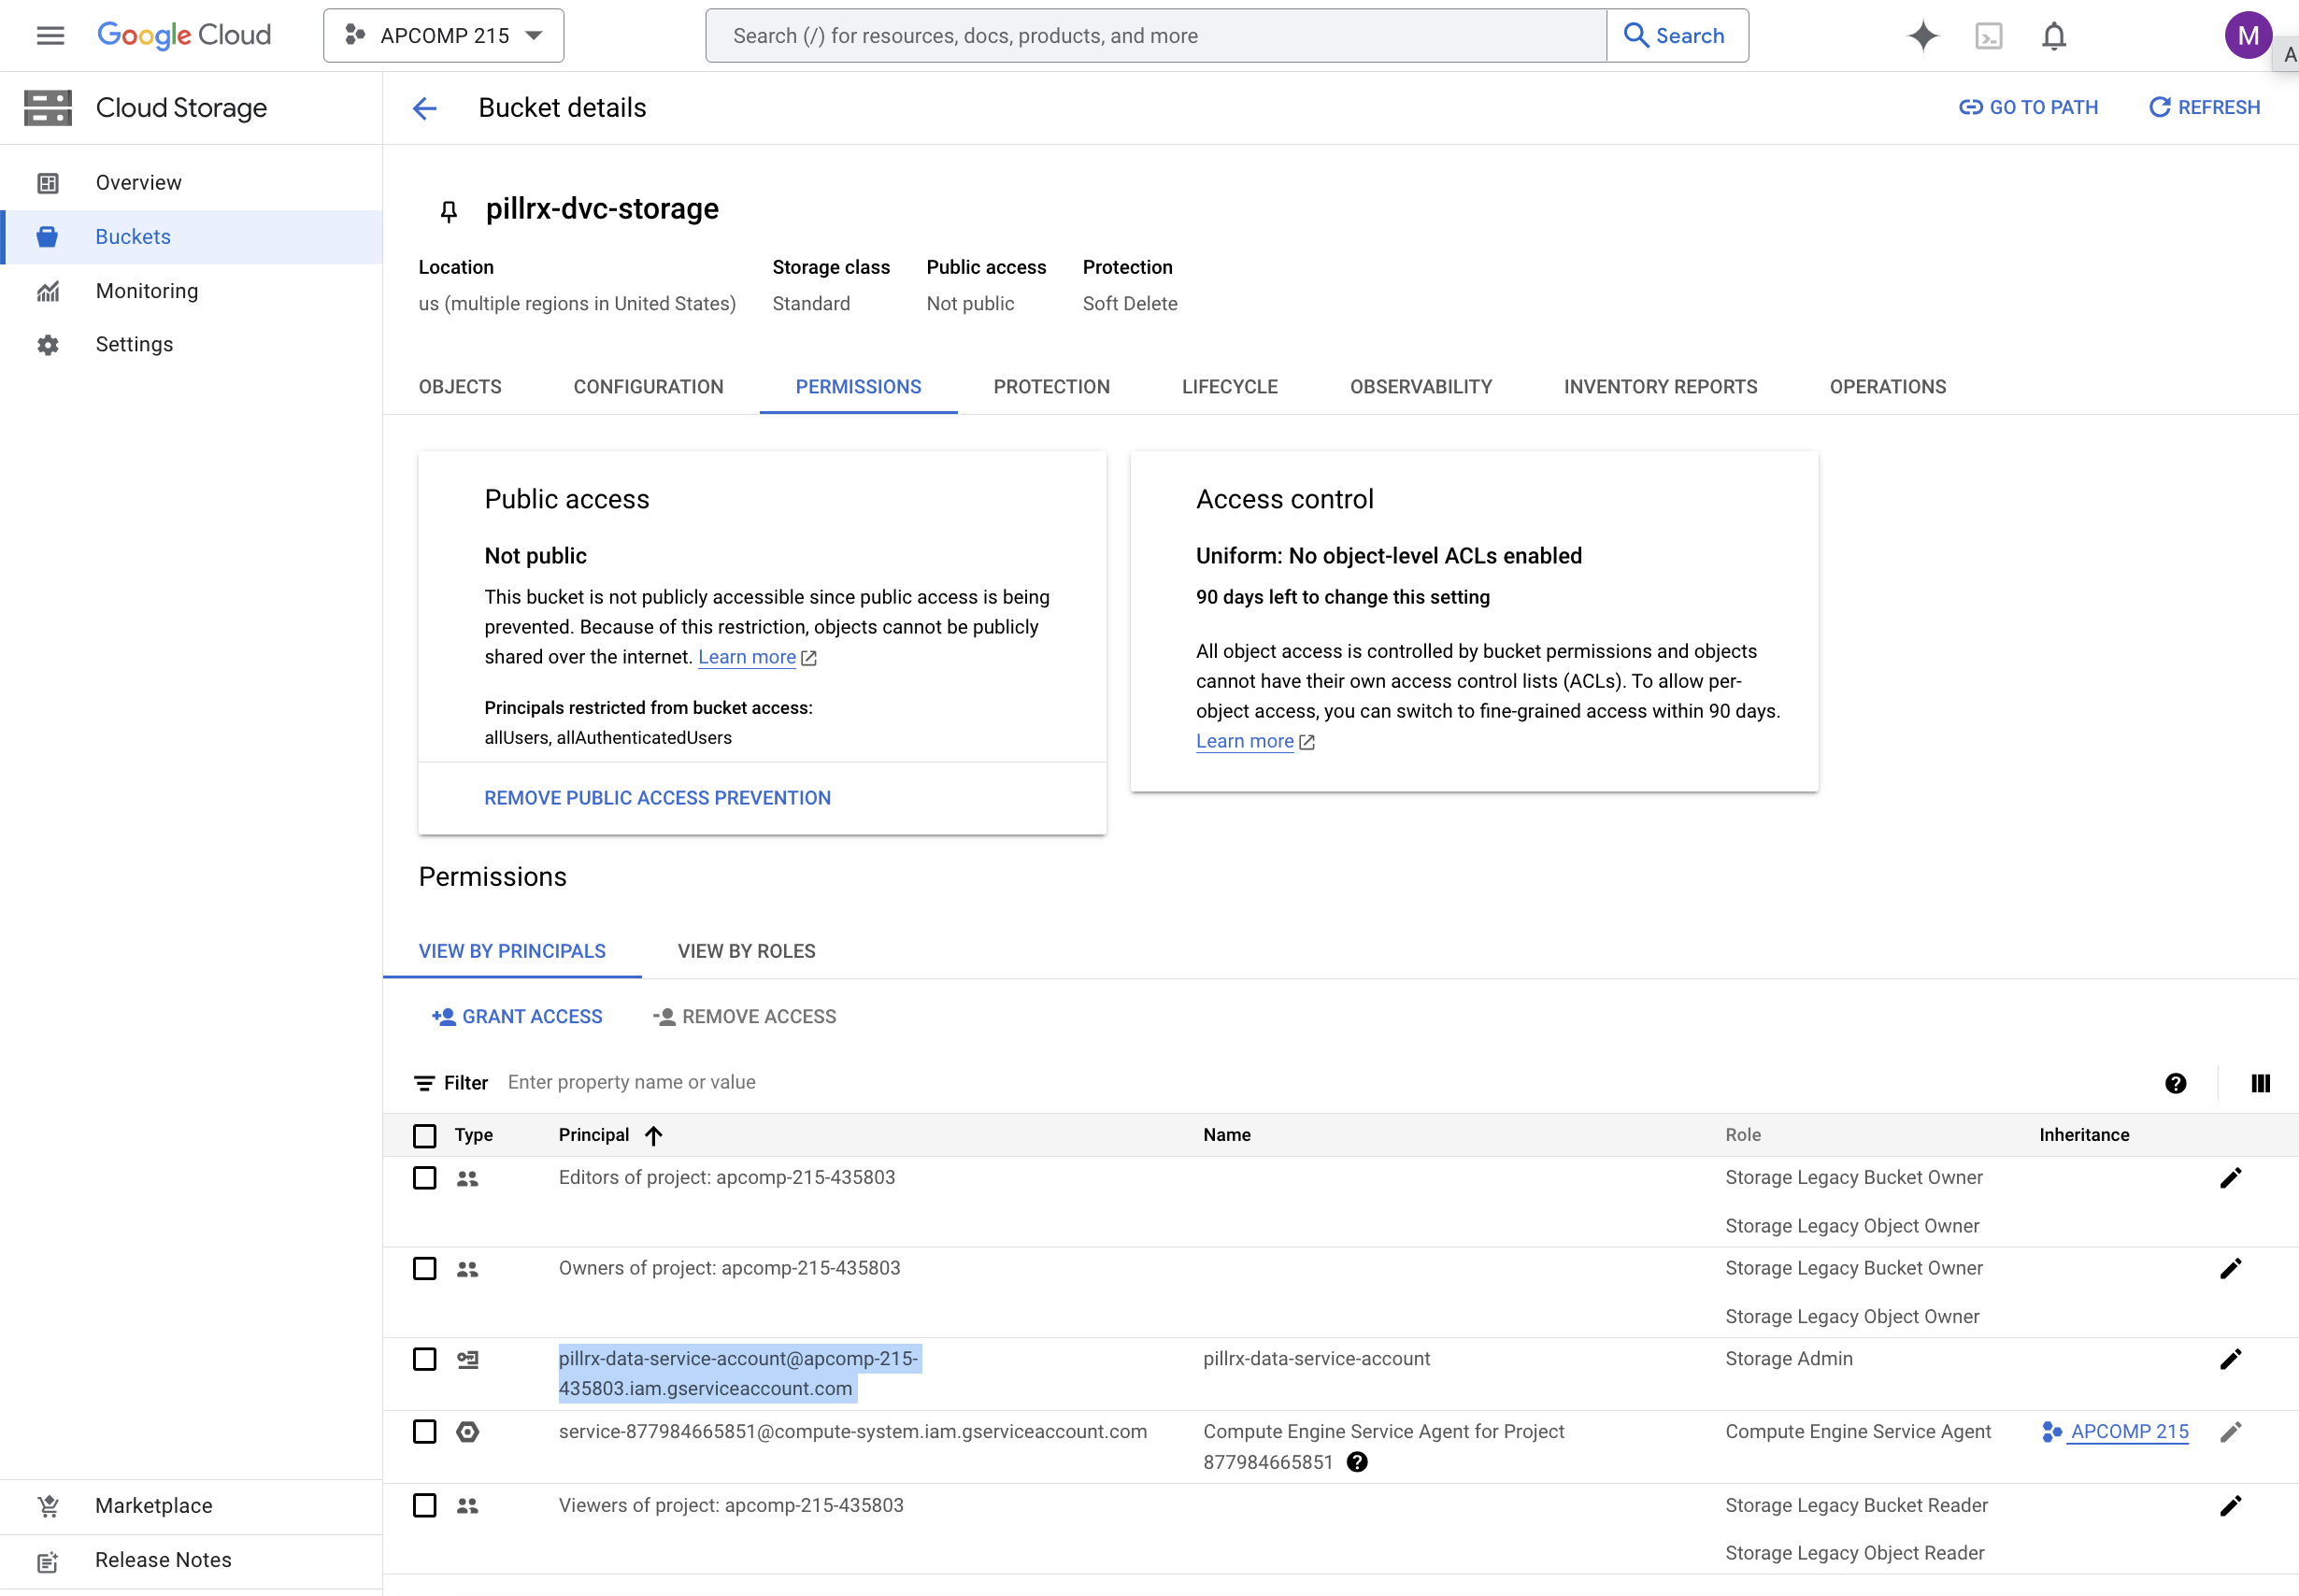 Google Cloud
APCOMP 215
Search (/) for resources, docs, products, and more
Search
M
A
Cloud Storage
Bucket details
GO TO PATH
REFRESH
Overview
Buckets
Monitoring
Settings
Marketplace
Release Notes
pillrx-dvc-storage
Location Storage class Public access Protection
us (multiple regions in United States) Standard Not public Soft Delete
OBJECTS CONFIGURATION PERMISSIONS PROTECTION LIFECYCLE OBSERVABILITY INVENTORY REPORTS OPERATIONS
Public access
Not public
This bucket is not publicly accessible since public access is being
prevented. Because of this restriction, objects cannot be publicly
shared over the internet. Learn more
Principals restricted from bucket access:
allUsers, allAuthenticatedUsers
REMOVE PUBLIC ACCESS PREVENTION
Access control
Uniform: No object-level ACLs enabled
90 days left to change this setting
All object access is controlled by bucket permissions and objects
cannot have their own access control lists (ACLs). To allow per-
object access, you can switch to fine-grained access within 90 days.
Learn more
Permissions
VIEW BY PRINCIPALS VIEW BY ROLES
GRANT ACCESS REMOVE ACCESS
Filter Enter property name or value
Type Principal Name Role Inheritance
Editors of project: apcomp-215-435803 Storage Legacy Bucket Owner
Storage Legacy Object Owner
Owners of project: apcomp-215-435803 Storage Legacy Bucket Owner
Storage Legacy Object Owner
pillrx-data-service-account@apcomp-215- pillrx-data-service-account Storage Admin
435803.iam.gserviceaccount.com
service-877984665851@compute-system.iam.gserviceaccount.com Compute Engine Service Agent for Project Compute Engine Service Agent APCOMP 215
877984665851
Viewers of project: apcomp-215-435803 Storage Legacy Bucket Reader
Storage Legacy Object Reader